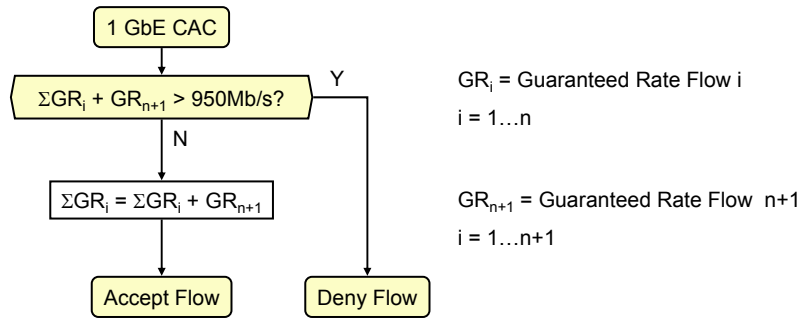 1 GbE CAC
ΣGRᵢ + GRₙ₊₁ > 950Mb/s?
Y
N
ΣGRᵢ = ΣGRᵢ + GRₙ₊₁
Accept Flow
Deny Flow
GRᵢ = Guaranteed Rate Flow i
i = 1…n
GRₙ₊₁ = Guaranteed Rate Flow n+1
i = 1…n+1